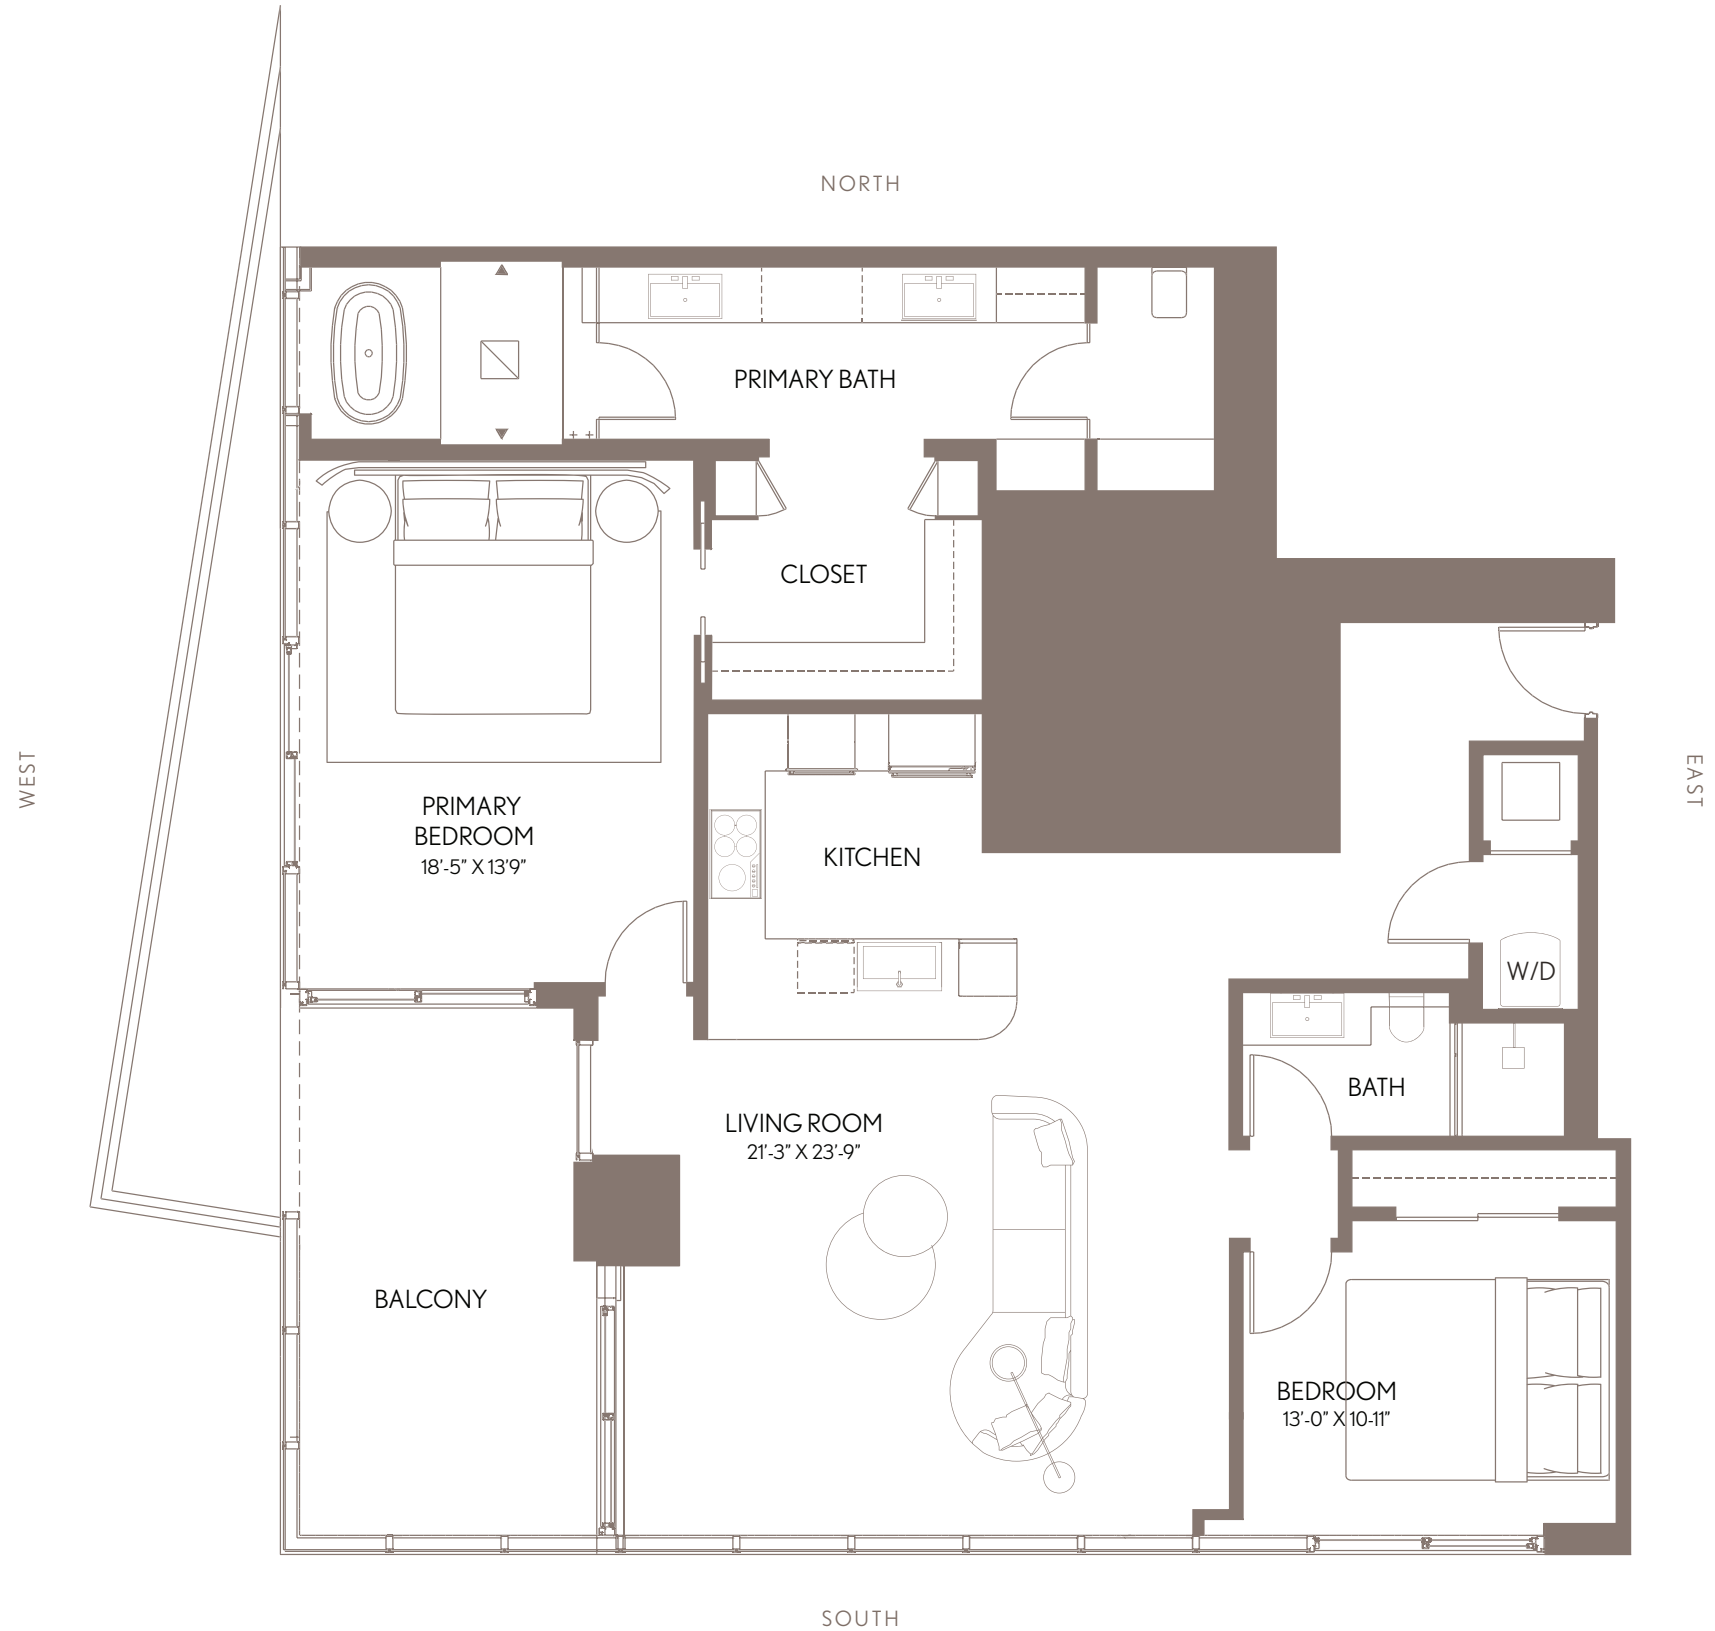 NORTH
PRIMARY BATH
CLOSET
WEST
EAST
PRIMARY
BEDROOM
18'-5" X 13'9"
KITCHEN
W/D
BATH
LIVING ROOM
21'-3" X 23'-9"
BALCONY
BEDROOM
13'-0" X 10-11"
SOUTH